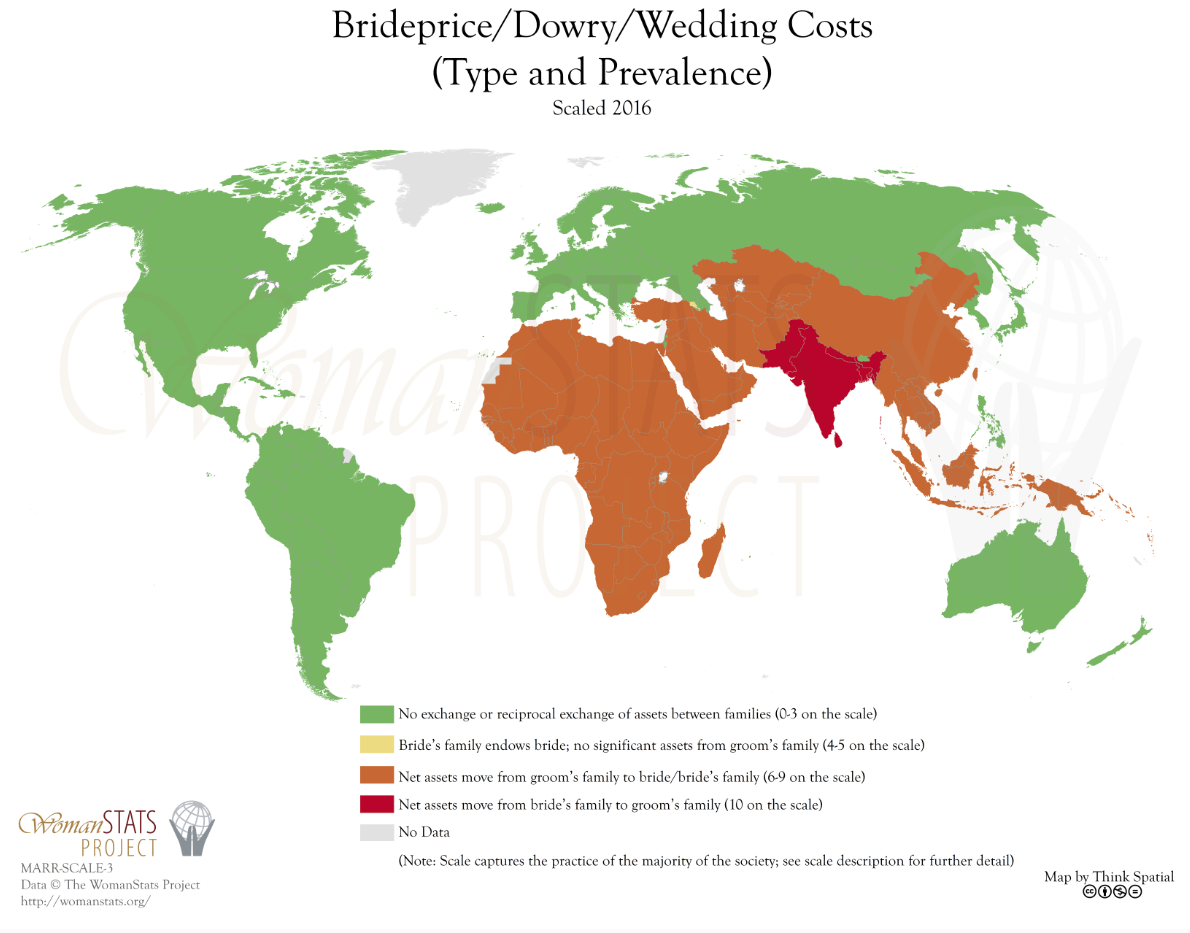 Brideprice/Dowry/Wedding Costs
(Type and Prevalence)
Scaled 2016
WomanSTATS
PROJECT
No exchange or reciprocal exchange of assets between families (0-3 on the scale)
Bride's family endows bride; no significant assets from groom's family (4-5 on the scale)
Net assets move from groom's family to bride/bride's family (6-9 on the scale)
Net assets move from bride's family to groom's family (10 on the scale)
No Data
(Note: Scale captures the practice of the majority of the society; see scale description for further detail)
WomanSTATS
PROJECT
MARR-SCALE-3
Data © The WomanStats Project
http://womanstats.org/
Map by Think Spatial
cc